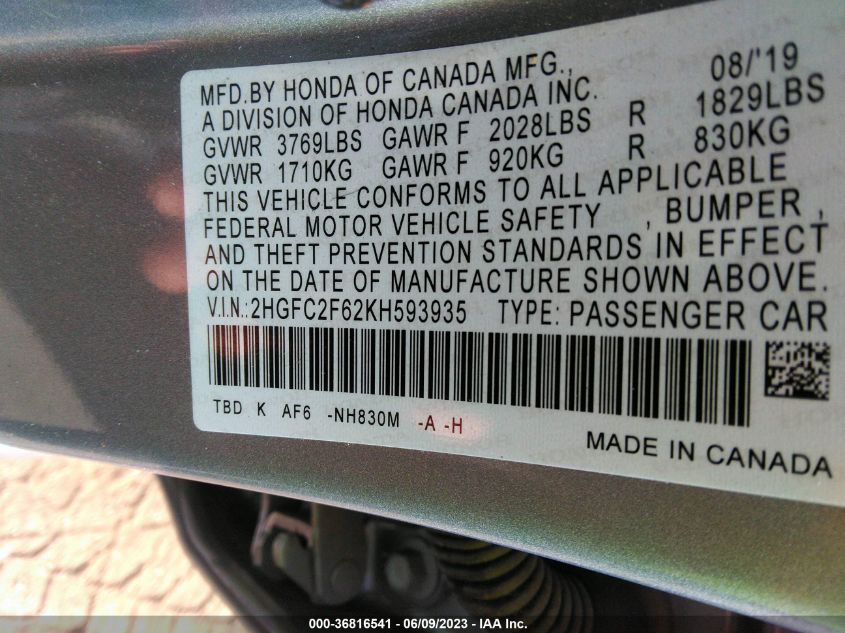 MFD.BY HONDA OF CANADA MFG., 08/'19
A DIVISION OF HONDA CANADA INC.
GVWR 3769LBS GAWR F 2028LBS R 1829LBS
GVWR 1710KG GAWR F 920KG R 830KG
THIS VEHICLE CONFORMS TO ALL APPLICABLE
FEDERAL MOTOR VEHICLE SAFETY , BUMPER ,
AND THEFT PREVENTION STANDARDS IN EFFECT
ON THE DATE OF MANUFACTURE SHOWN ABOVE.
V.I.N.:2HGFC2F62KH593935 TYPE: PASSENGER CAR
TBD K AF6 -NH830M -A -H
MADE IN CANADA
000-36816541 - 06/09/2023 - IAA Inc.